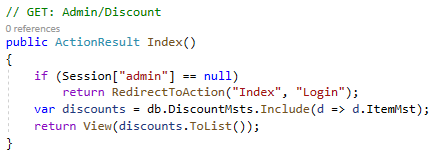 // GET: Admin/Discount
0 references
public ActionResult Index()
{
    if (Session["admin"] == null)
        return RedirectToAction("Index", "Login");
    var discounts = db.DiscountMsts.Include(d => d.ItemMst);
    return View(discounts.ToList());
}